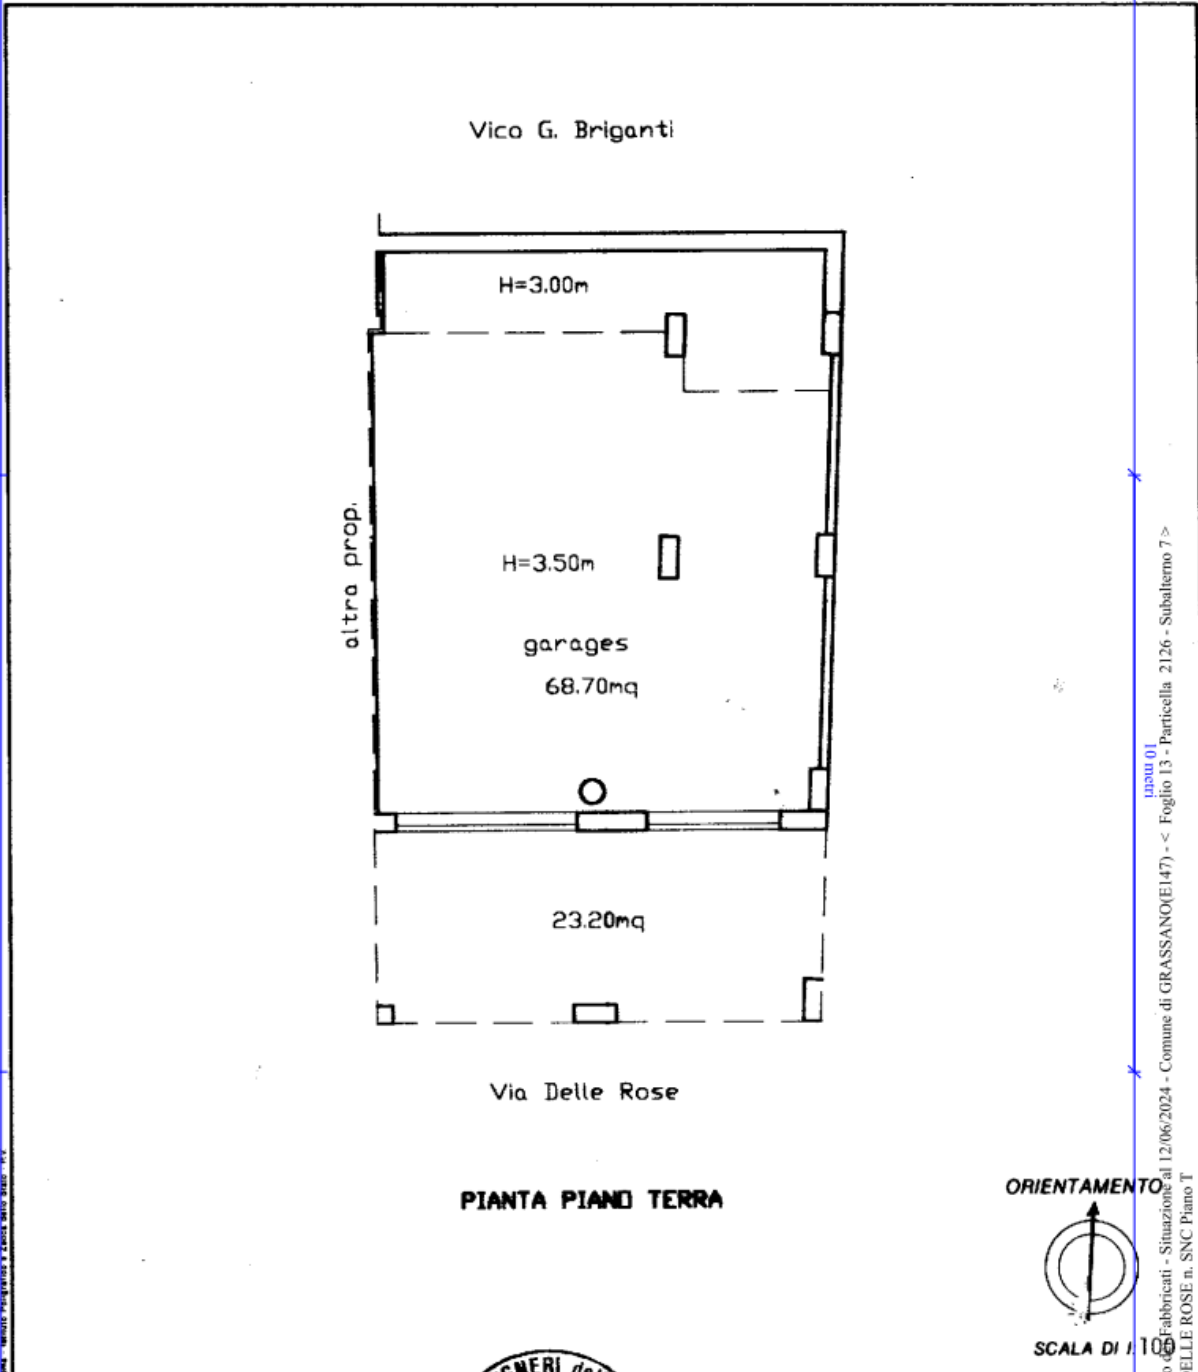 Vico G. Briganti
H=3.00m
altra prop.
H=3.50m
garages
68.70mq
23.20mq
Via Delle Rose
PIANTA PIANO TERRA
ORIENTAMENTO
SCALA DI 1:100
10 metri
Fabbricati - Situazione al 12/06/2024 - Comune di GRASSANO(E147) - < Foglio 13 - Particella 2126 - Subalterno 7 >
ELLE ROSE n. SNC Piano T